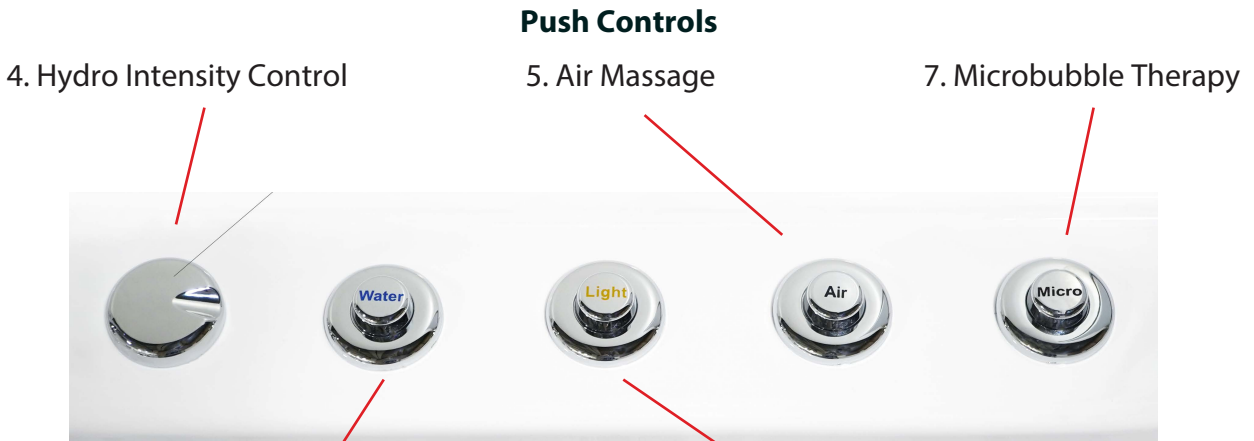 Push Controls
4. Hydro Intensity Control
5. Air Massage
7. Microbubble Therapy
Water
Light
Air
Micro